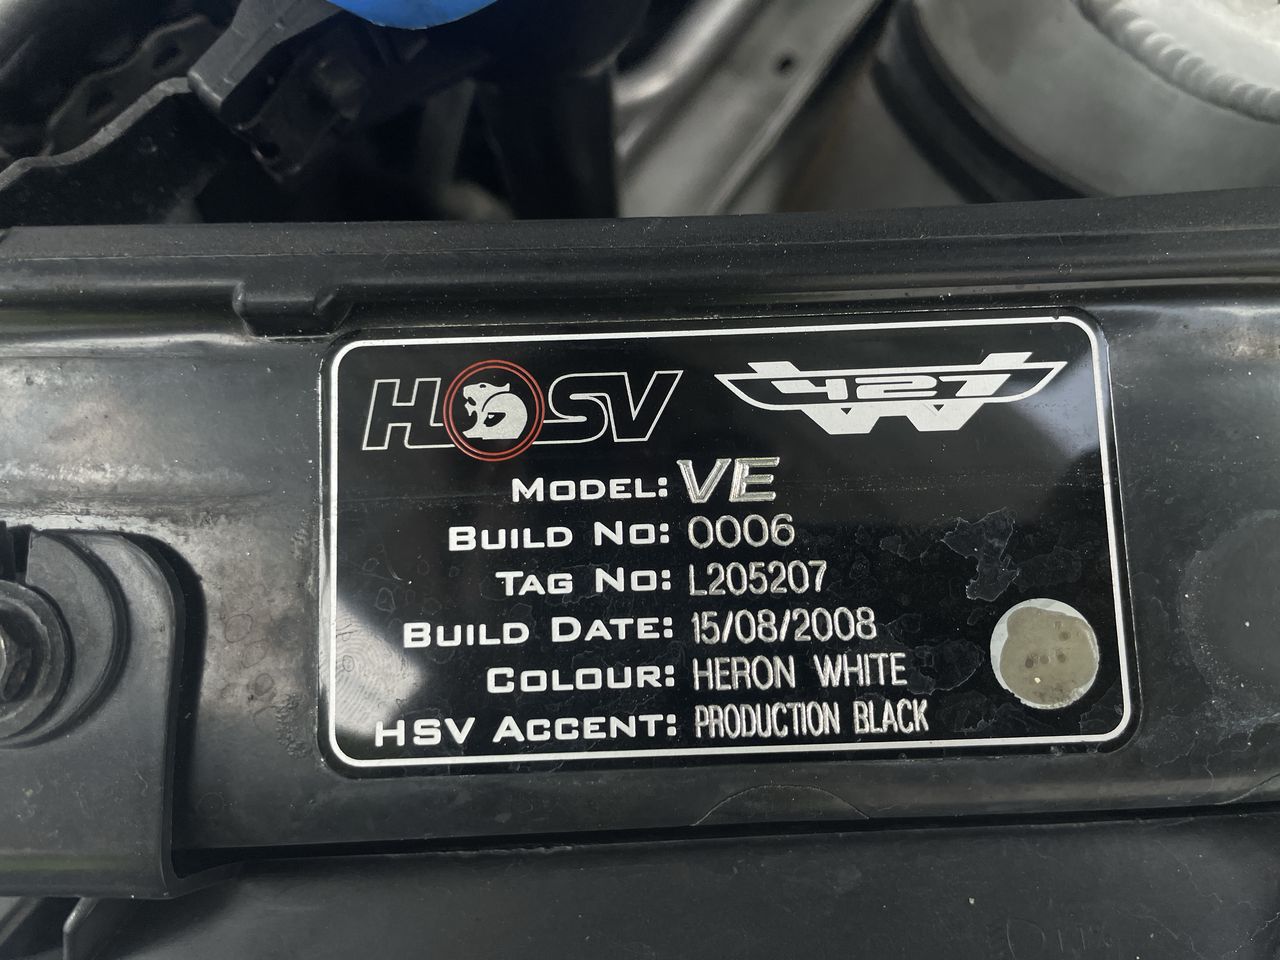 HSV W427
MODEL: VE
BUILD NO: 0006
TAG NO: L205207
BUILD DATE: 15/08/2008
COLOUR: HERON WHITE
HSV ACCENT: PRODUCTION BLACK